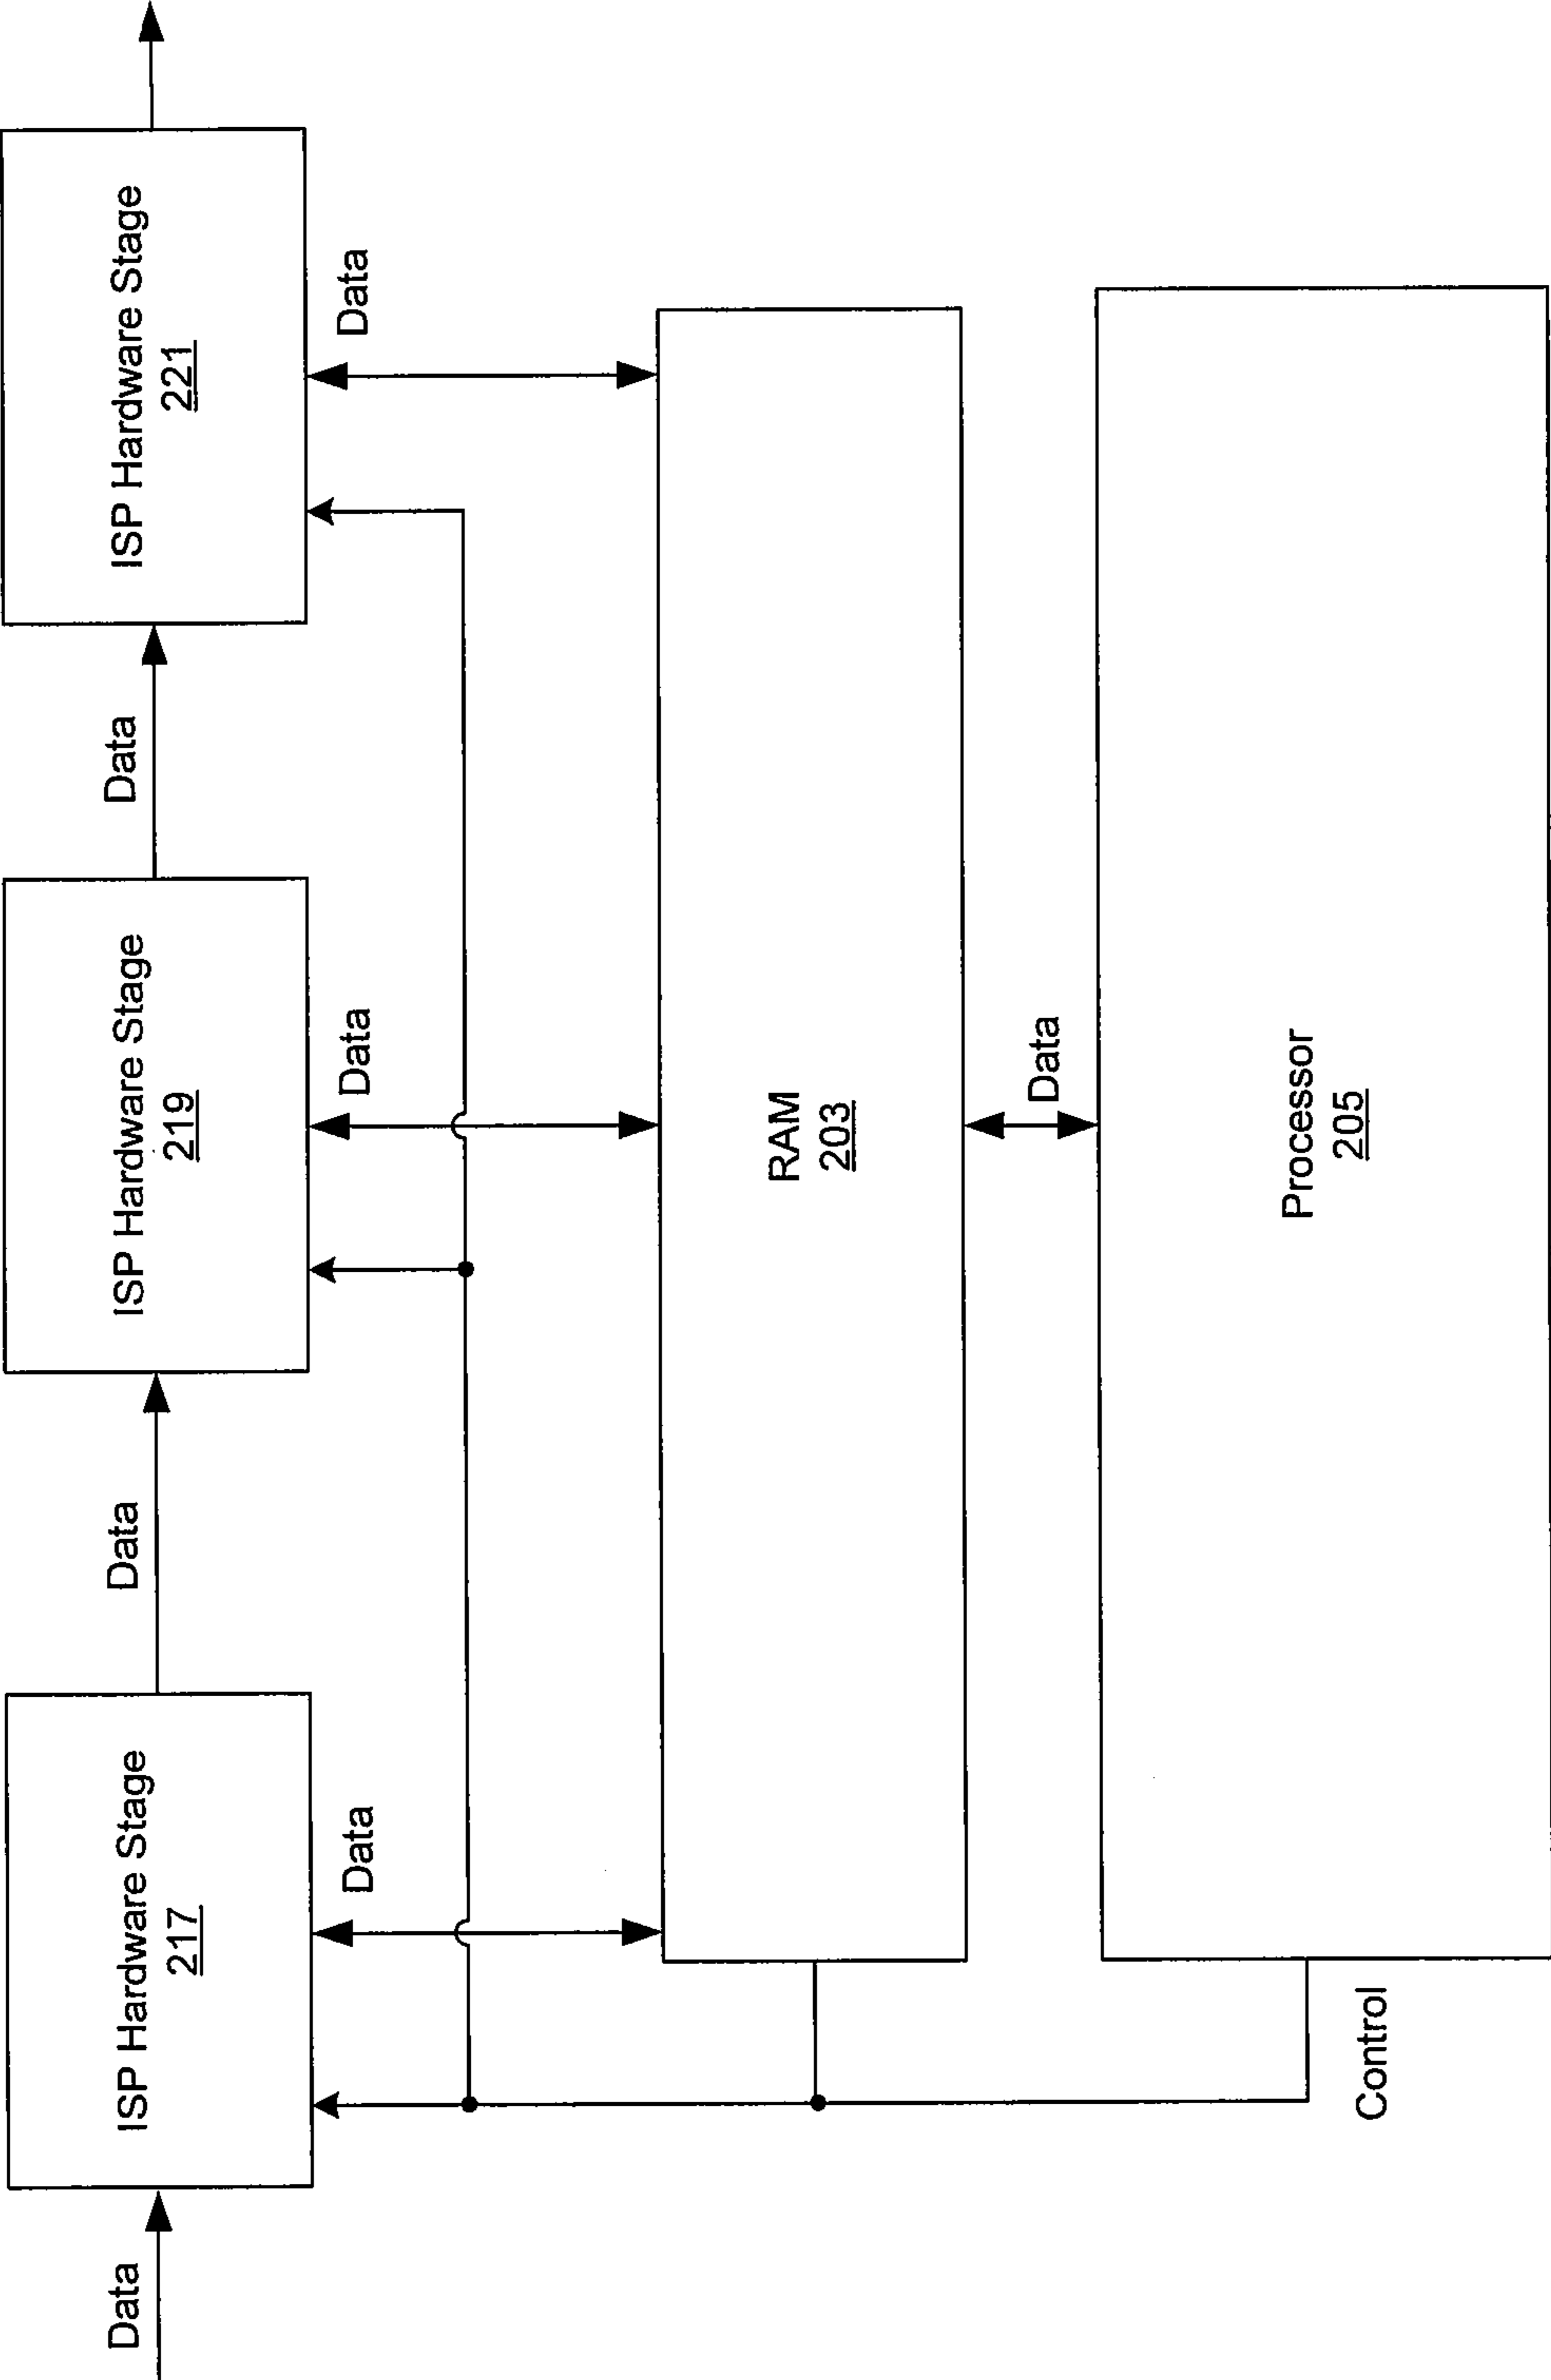 Data
ISP Hardware Stage
217
Data
ISP Hardware Stage
219
Data
ISP Hardware Stage
221
Data
Data
Data
RAM
203
Data
Processor
205
Control